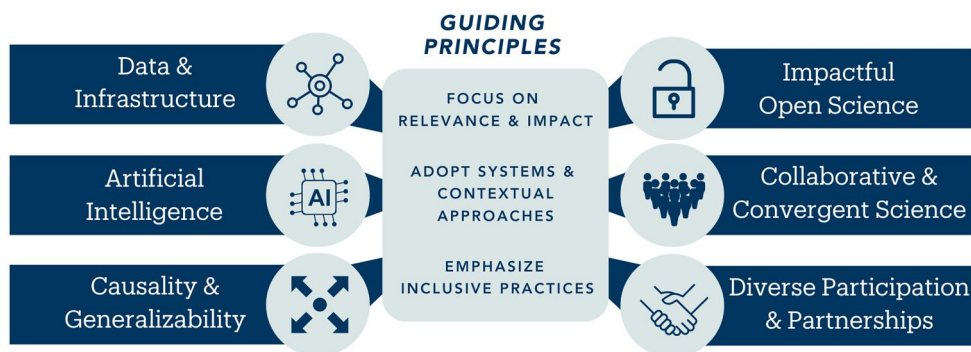 GUIDING
PRINCIPLES
Data &
Infrastructure
Artificial
Intelligence
Causality &
Generalizability
FOCUS ON
RELEVANCE & IMPACT
ADOPT SYSTEMS &
CONTEXTUAL
APPROACHES
EMPHASIZE
INCLUSIVE PRACTICES
Impactful
Open Science
Collaborative &
Convergent Science
Diverse Participation
& Partnerships
AI